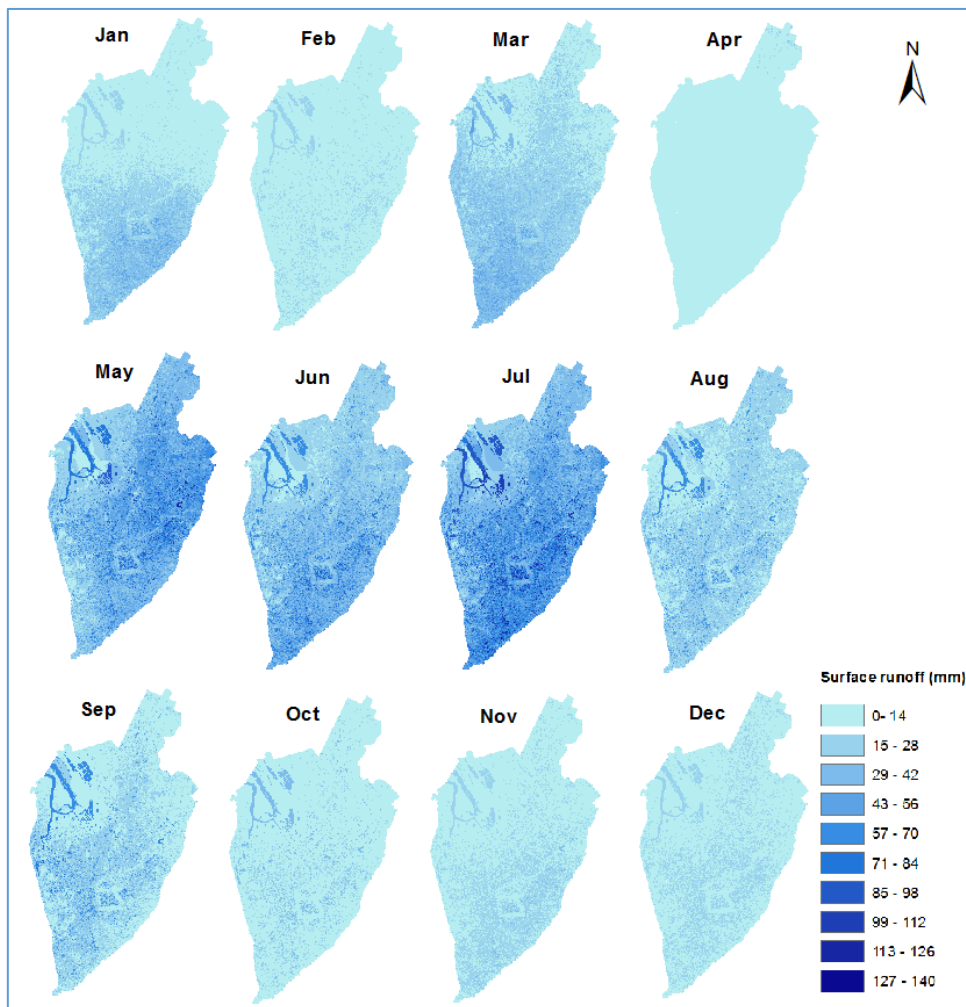 Jan Feb Mar Apr
N
May Jun Jul Aug
Sep Oct Nov Dec
Surface runoff (mm)
0- 14
15 - 28
29 - 42
43 - 56
57 - 70
71 - 84
85 - 98
99 - 112
113 - 126
127 - 140